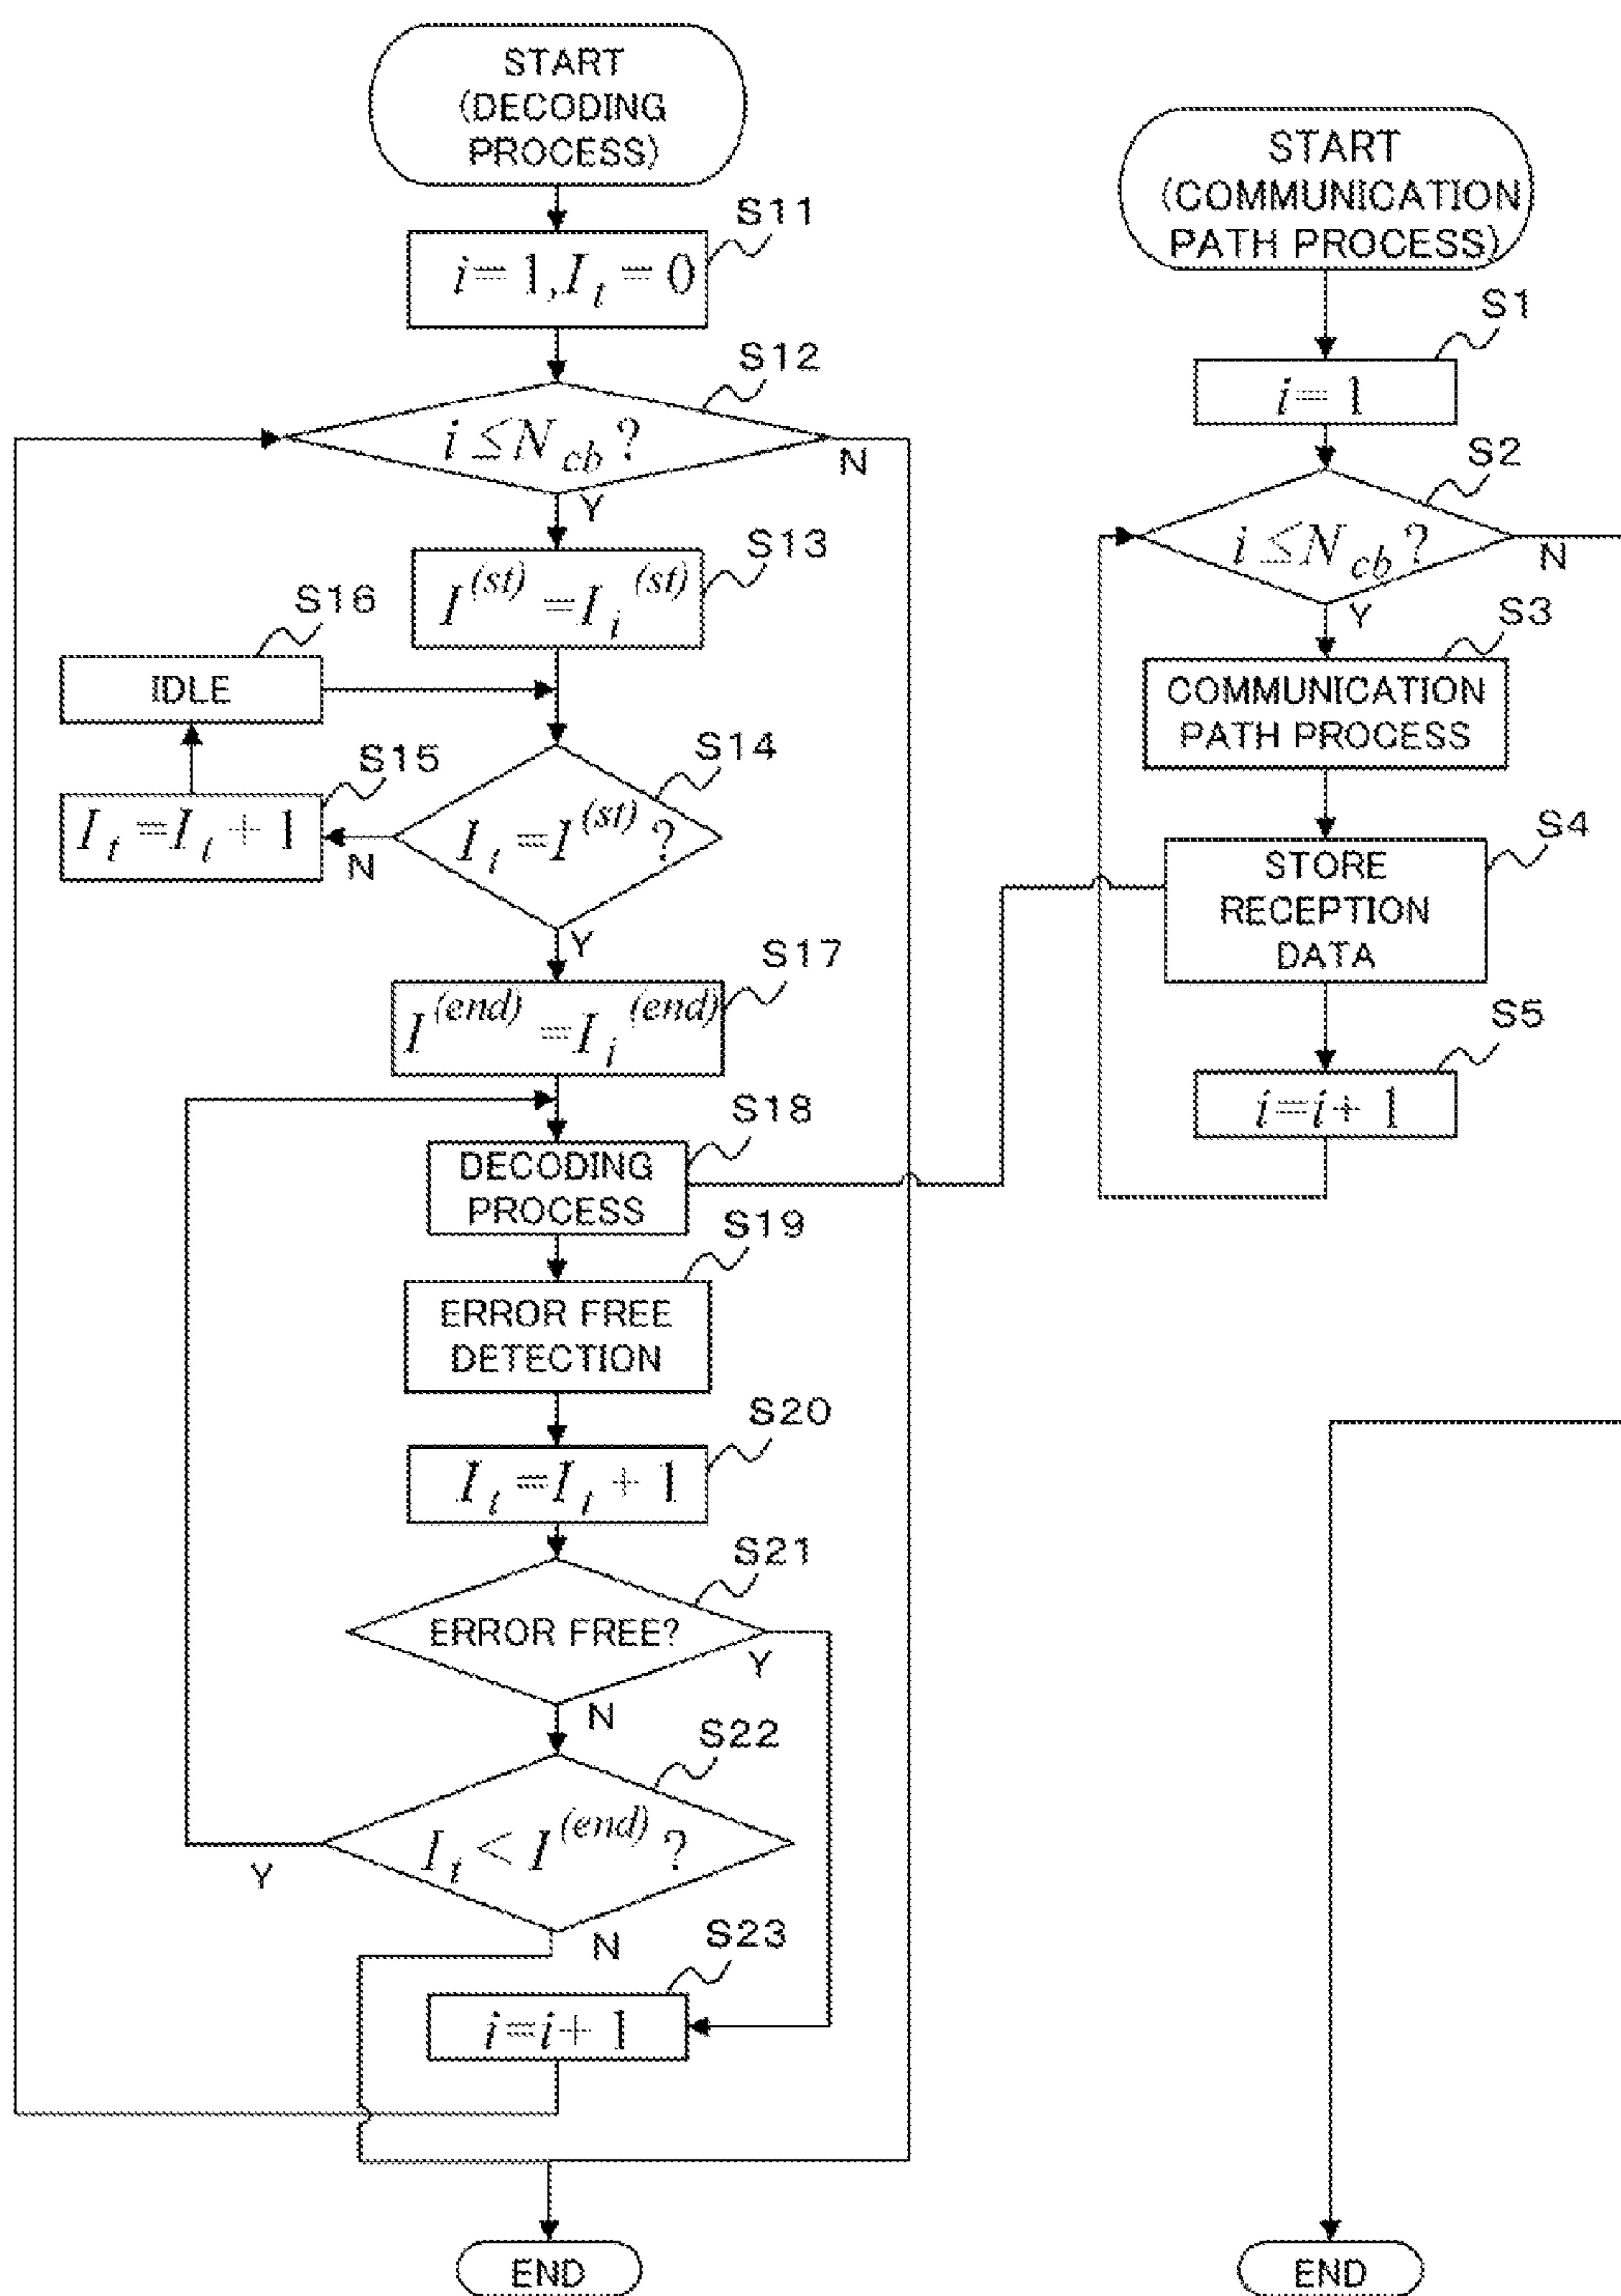 START
(DECODING
PROCESS)
S11
i=1, I_t=0
S12
i≤N_cb?
N
Y
S13
I^(st)=I_i^(st)
S16
IDLE
S15
I_t=I_t+1
S14
I_t=I^(st)?
N
Y
S17
I^(end)=I_i^(end)
S18
DECODING
PROCESS
S19
ERROR FREE
DETECTION
S20
I_t=I_t+1
S21
ERROR FREE?
Y
N
S22
I_t<I^(end)?
Y
N
S23
i=i+1
END
START
(COMMUNICATION
PATH PROCESS)
S1
i=1
S2
i≤N_cb?
N
Y
S3
COMMUNICATION
PATH PROCESS
S4
STORE
RECEPTION
DATA
S5
i=i+1
END